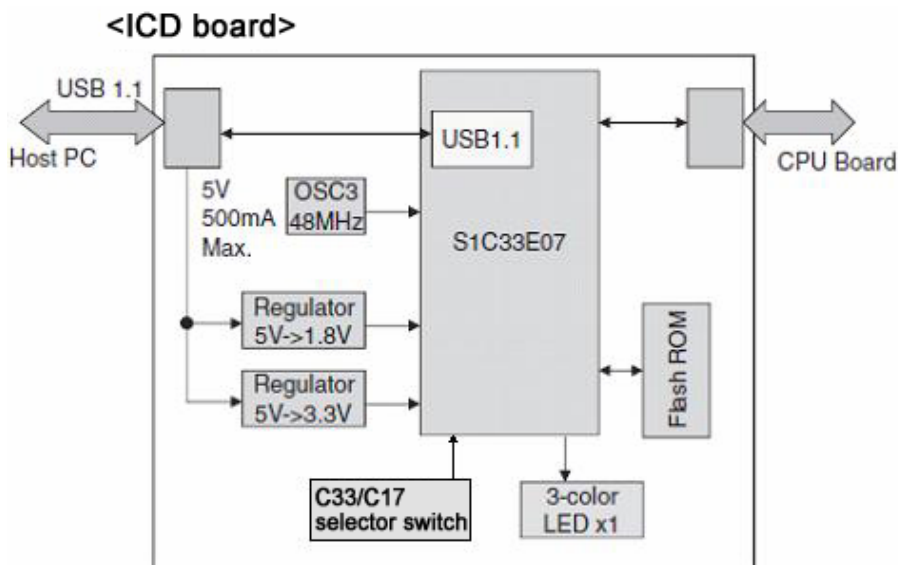 <ICD board>
USB 1.1
Host PC
USB1.1
CPU Board
5V
500mA
Max.
OSC3
48MHz
S1C33E07
Regulator
5V->1.8V
Regulator
5V->3.3V
Flash ROM
C33/C17
selector switch
3-color
LED x1